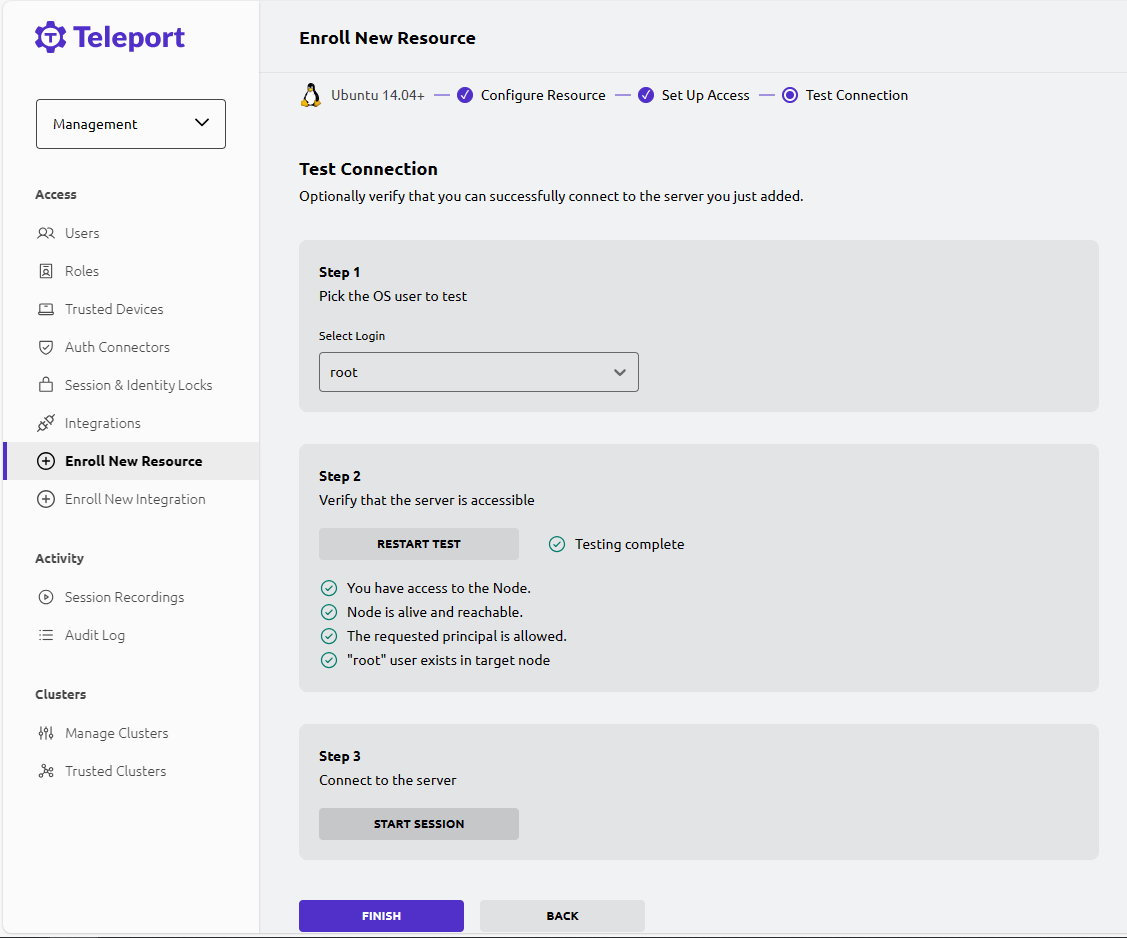 Teleport
Management
Access
Users
Roles
Trusted Devices
Auth Connectors
Session & Identity Locks
Integrations
Enroll New Resource
Enroll New Integration
Activity
Session Recordings
Audit Log
Clusters
Manage Clusters
Trusted Clusters
Enroll New Resource
Ubuntu 14.04+ Configure Resource Set Up Access Test Connection
Test Connection
Optionally verify that you can successfully connect to the server you just added.
Step 1
Pick the OS user to test
Select Login
root
Step 2
Verify that the server is accessible
RESTART TEST Testing complete
You have access to the Node.
Node is alive and reachable.
The requested principal is allowed.
"root" user exists in target node
Step 3
Connect to the server
START SESSION
FINISH BACK